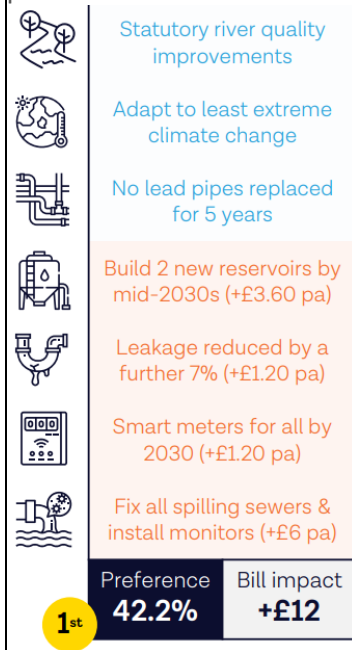 Statutory river quality
improvements
Adapt to least extreme
climate change
No lead pipes replaced
for 5 years
Build 2 new reservoirs by
mid-2030s (+£3.60 pa)
Leakage reduced by a
further 7% (+£1.20 pa)
Smart meters for all by
2030 (+£1.20 pa)
Fix all spilling sewers &
install monitors (+£6 pa)
Preference Bill impact
1st 42.2% +£12